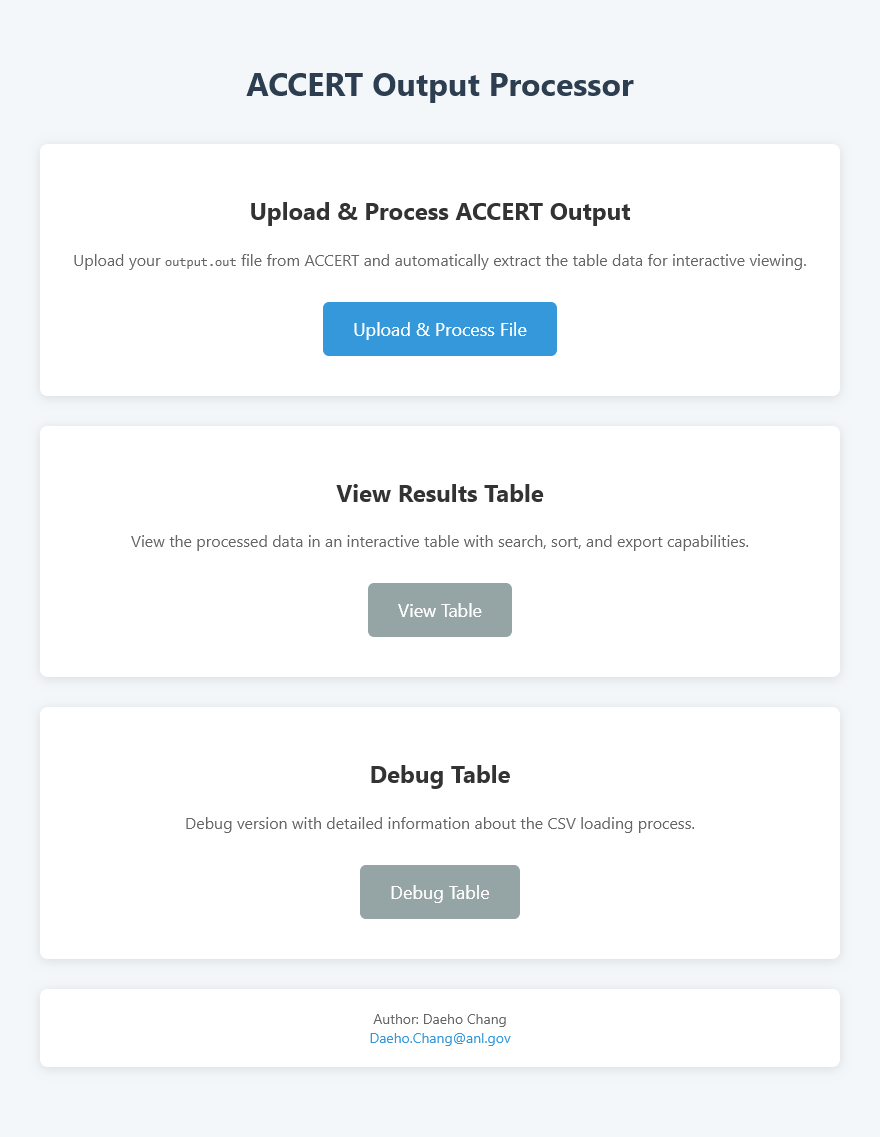 ACCERT Output Processor
Upload & Process ACCERT Output
Upload your output.out file from ACCERT and automatically extract the table data for interactive viewing.
Upload & Process File
View Results Table
View the processed data in an interactive table with search, sort, and export capabilities.
View Table
Debug Table
Debug version with detailed information about the CSV loading process.
Debug Table
Author: Daeho Chang
Daeho.Chang@anl.gov